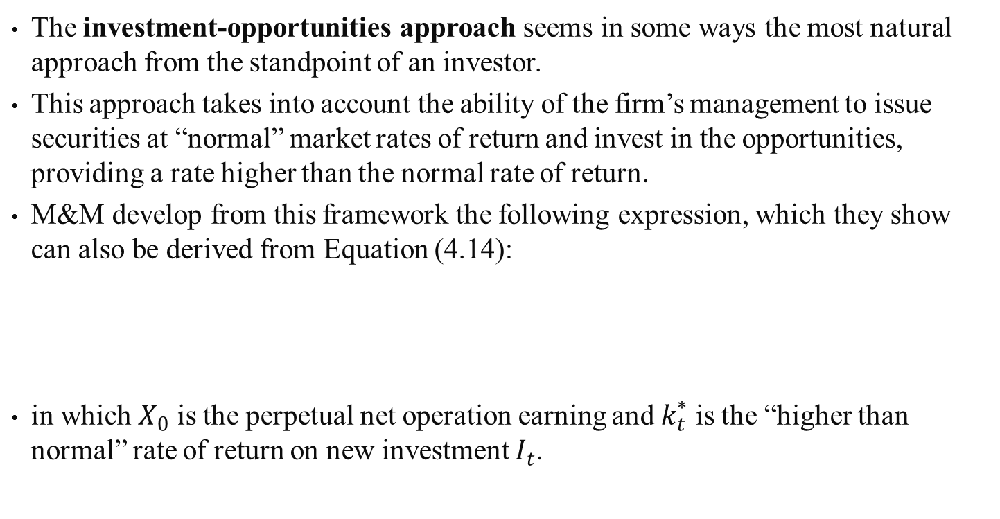 • The investment-opportunities approach seems in some ways the most natural
approach from the standpoint of an investor.
• This approach takes into account the ability of the firm’s management to issue
securities at “normal” market rates of return and invest in the opportunities,
providing a rate higher than the normal rate of return.
• M&M develop from this framework the following expression, which they show
can also be derived from Equation (4.14):
• in which X₀ is the perpetual net operation earning and kₜ* is the “higher than
normal” rate of return on new investment Iₜ.